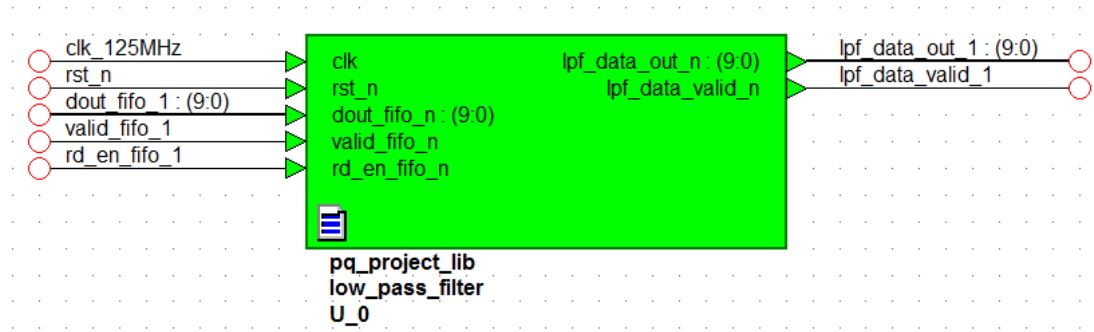 clk_125MHz
rst_n
dout_fifo_1 : (9:0)
valid_fifo_1
rd_en_fifo_1
clk
rst_n
dout_fifo_n : (9:0)
valid_fifo_n
rd_en_fifo_n
lpf_data_out_n : (9:0)
lpf_data_valid_n
lpf_data_out_1 : (9:0)
lpf_data_valid_1
pq_project_lib
low_pass_filter
U_0